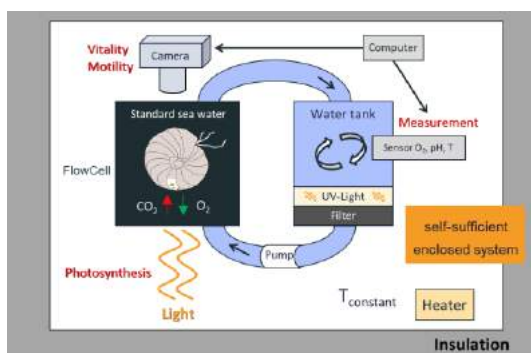 Vitality
Motility
Camera
Computer
Standard sea water
Water tank
Measurement
Sensor O₂, pH, T
FlowCell
CO₂
O₂
UV-Light
Filter
self-sufficient
enclosed system
Pump
Photosynthesis
Light
Tconstant
Heater
Insulation